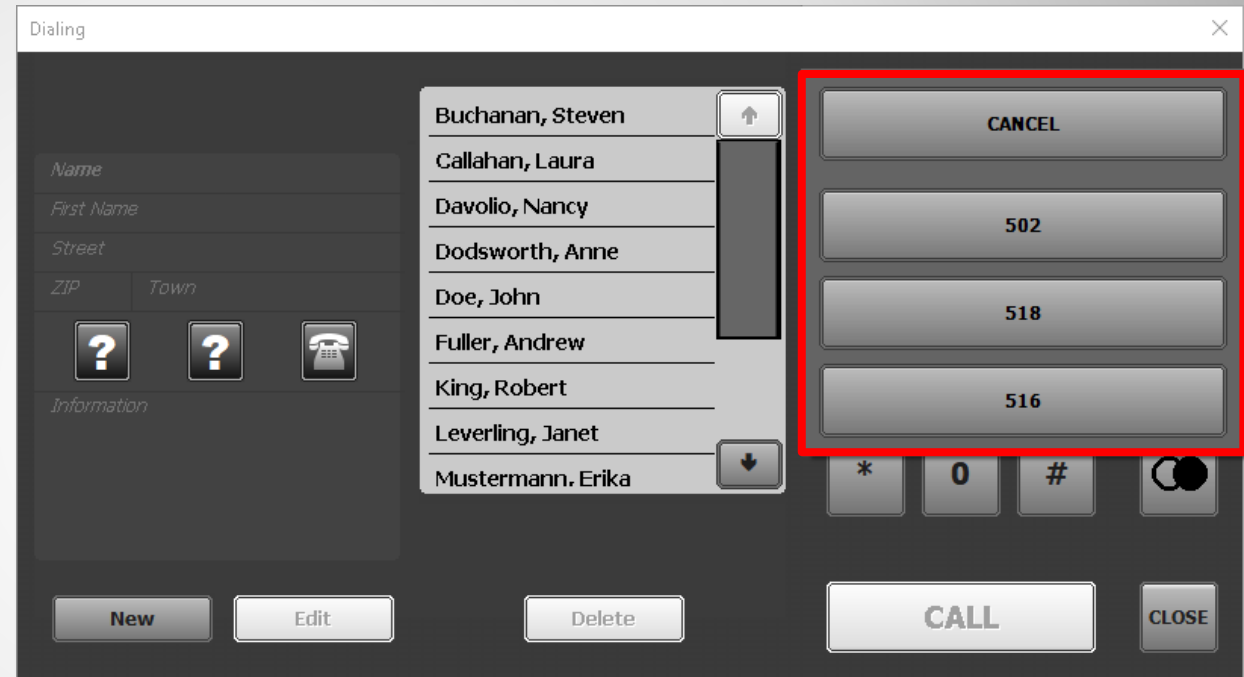 Dialing
Name
First Name
Street
ZIP Town
? ?
Information
New Edit
Buchanan, Steven
Callahan, Laura
Davolio, Nancy
Dodsworth, Anne
Doe, John
Fuller, Andrew
King, Robert
Leverling, Janet
Mustermann, Erika
Delete
CANCEL
502
518
516
* 0 #
CALL
CLOSE